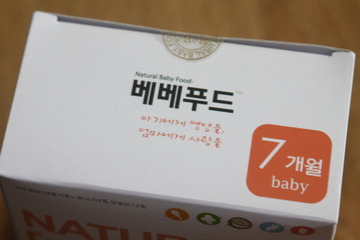 Natural Baby Food-
베베푸드
아기에게 영양을,
엄마에게 사랑을
7개월
baby
NATUR